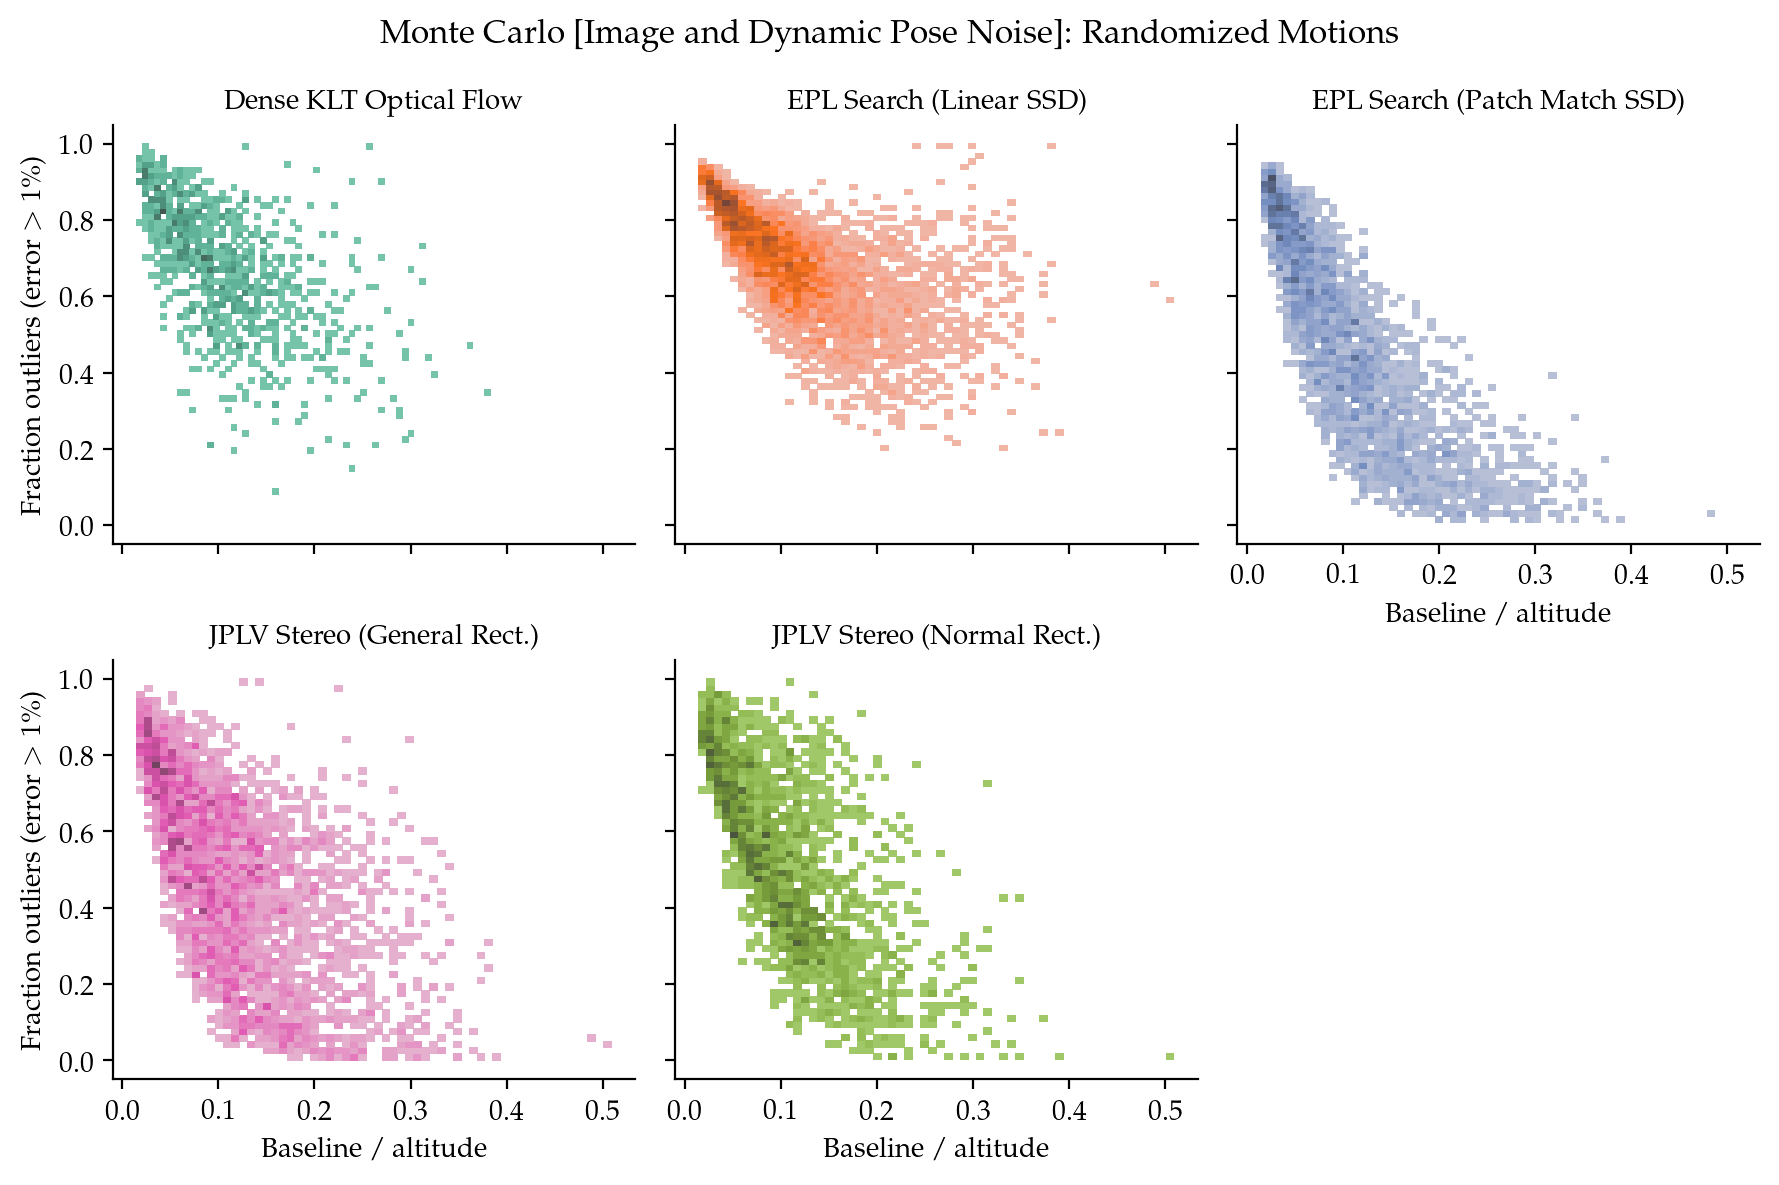 Monte Carlo [Image and Dynamic Pose Noise]: Randomized Motions
Dense KLT Optical Flow
EPL Search (Linear SSD)
EPL Search (Patch Match SSD)
Fraction outliers (error > 1%)
1.0
0.8
0.6
0.4
0.2
0.0
0.0 0.1 0.2 0.3 0.4 0.5
Baseline / altitude
JPLV Stereo (General Rect.)
JPLV Stereo (Normal Rect.)
Fraction outliers (error > 1%)
1.0
0.8
0.6
0.4
0.2
0.0
0.0 0.1 0.2 0.3 0.4 0.5
Baseline / altitude
0.0 0.1 0.2 0.3 0.4 0.5
Baseline / altitude